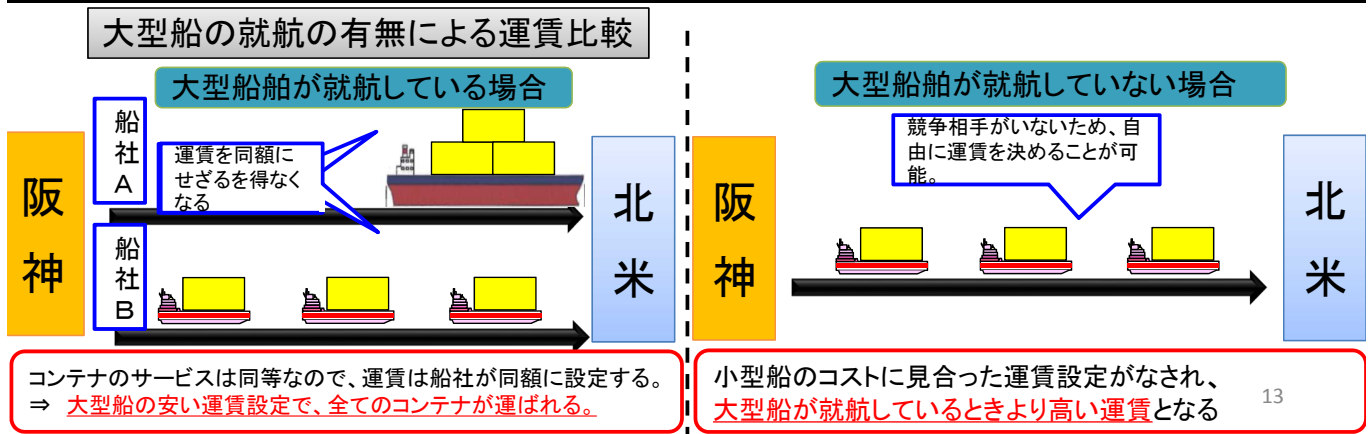 大型船の就航の有無による運賃比較
大型船舶が就航している場合
船
社
A
運賃を同額に
せざるを得なく
なる
阪
神
北
米
船
社
B
コンテナのサービスは同等なので、運賃は船社が同額に設定する。
⇒ 大型船の安い運賃設定で、全てのコンテナが運ばれる。
大型船舶が就航していない場合
競争相手がいないため、自
由に運賃を決めることが可
能。
阪
神
北
米
小型船のコストに見合った運賃設定がなされ、
大型船が就航しているときより高い運賃となる
13